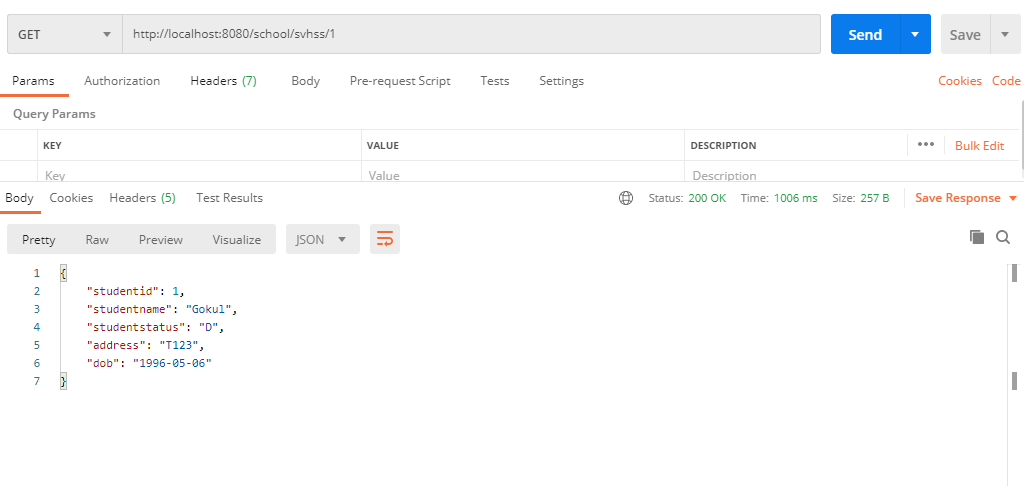 GET http://localhost:8080/school/svhss/1 Send Save
Params Authorization Headers (7) Body Pre-request Script Tests Settings Cookies Code
Query Params
KEY VALUE DESCRIPTION ••• Bulk Edit
Key Value Description
Body Cookies Headers (5) Test Results Status: 200 OK Time: 1006 ms Size: 257 B Save Response
Pretty Raw Preview Visualize JSON
1 {
2 "studentid": 1,
3 "studentname": "Gokul",
4 "studentstatus": "D",
5 "address": "T123",
6 "dob": "1996-05-06"
7 }